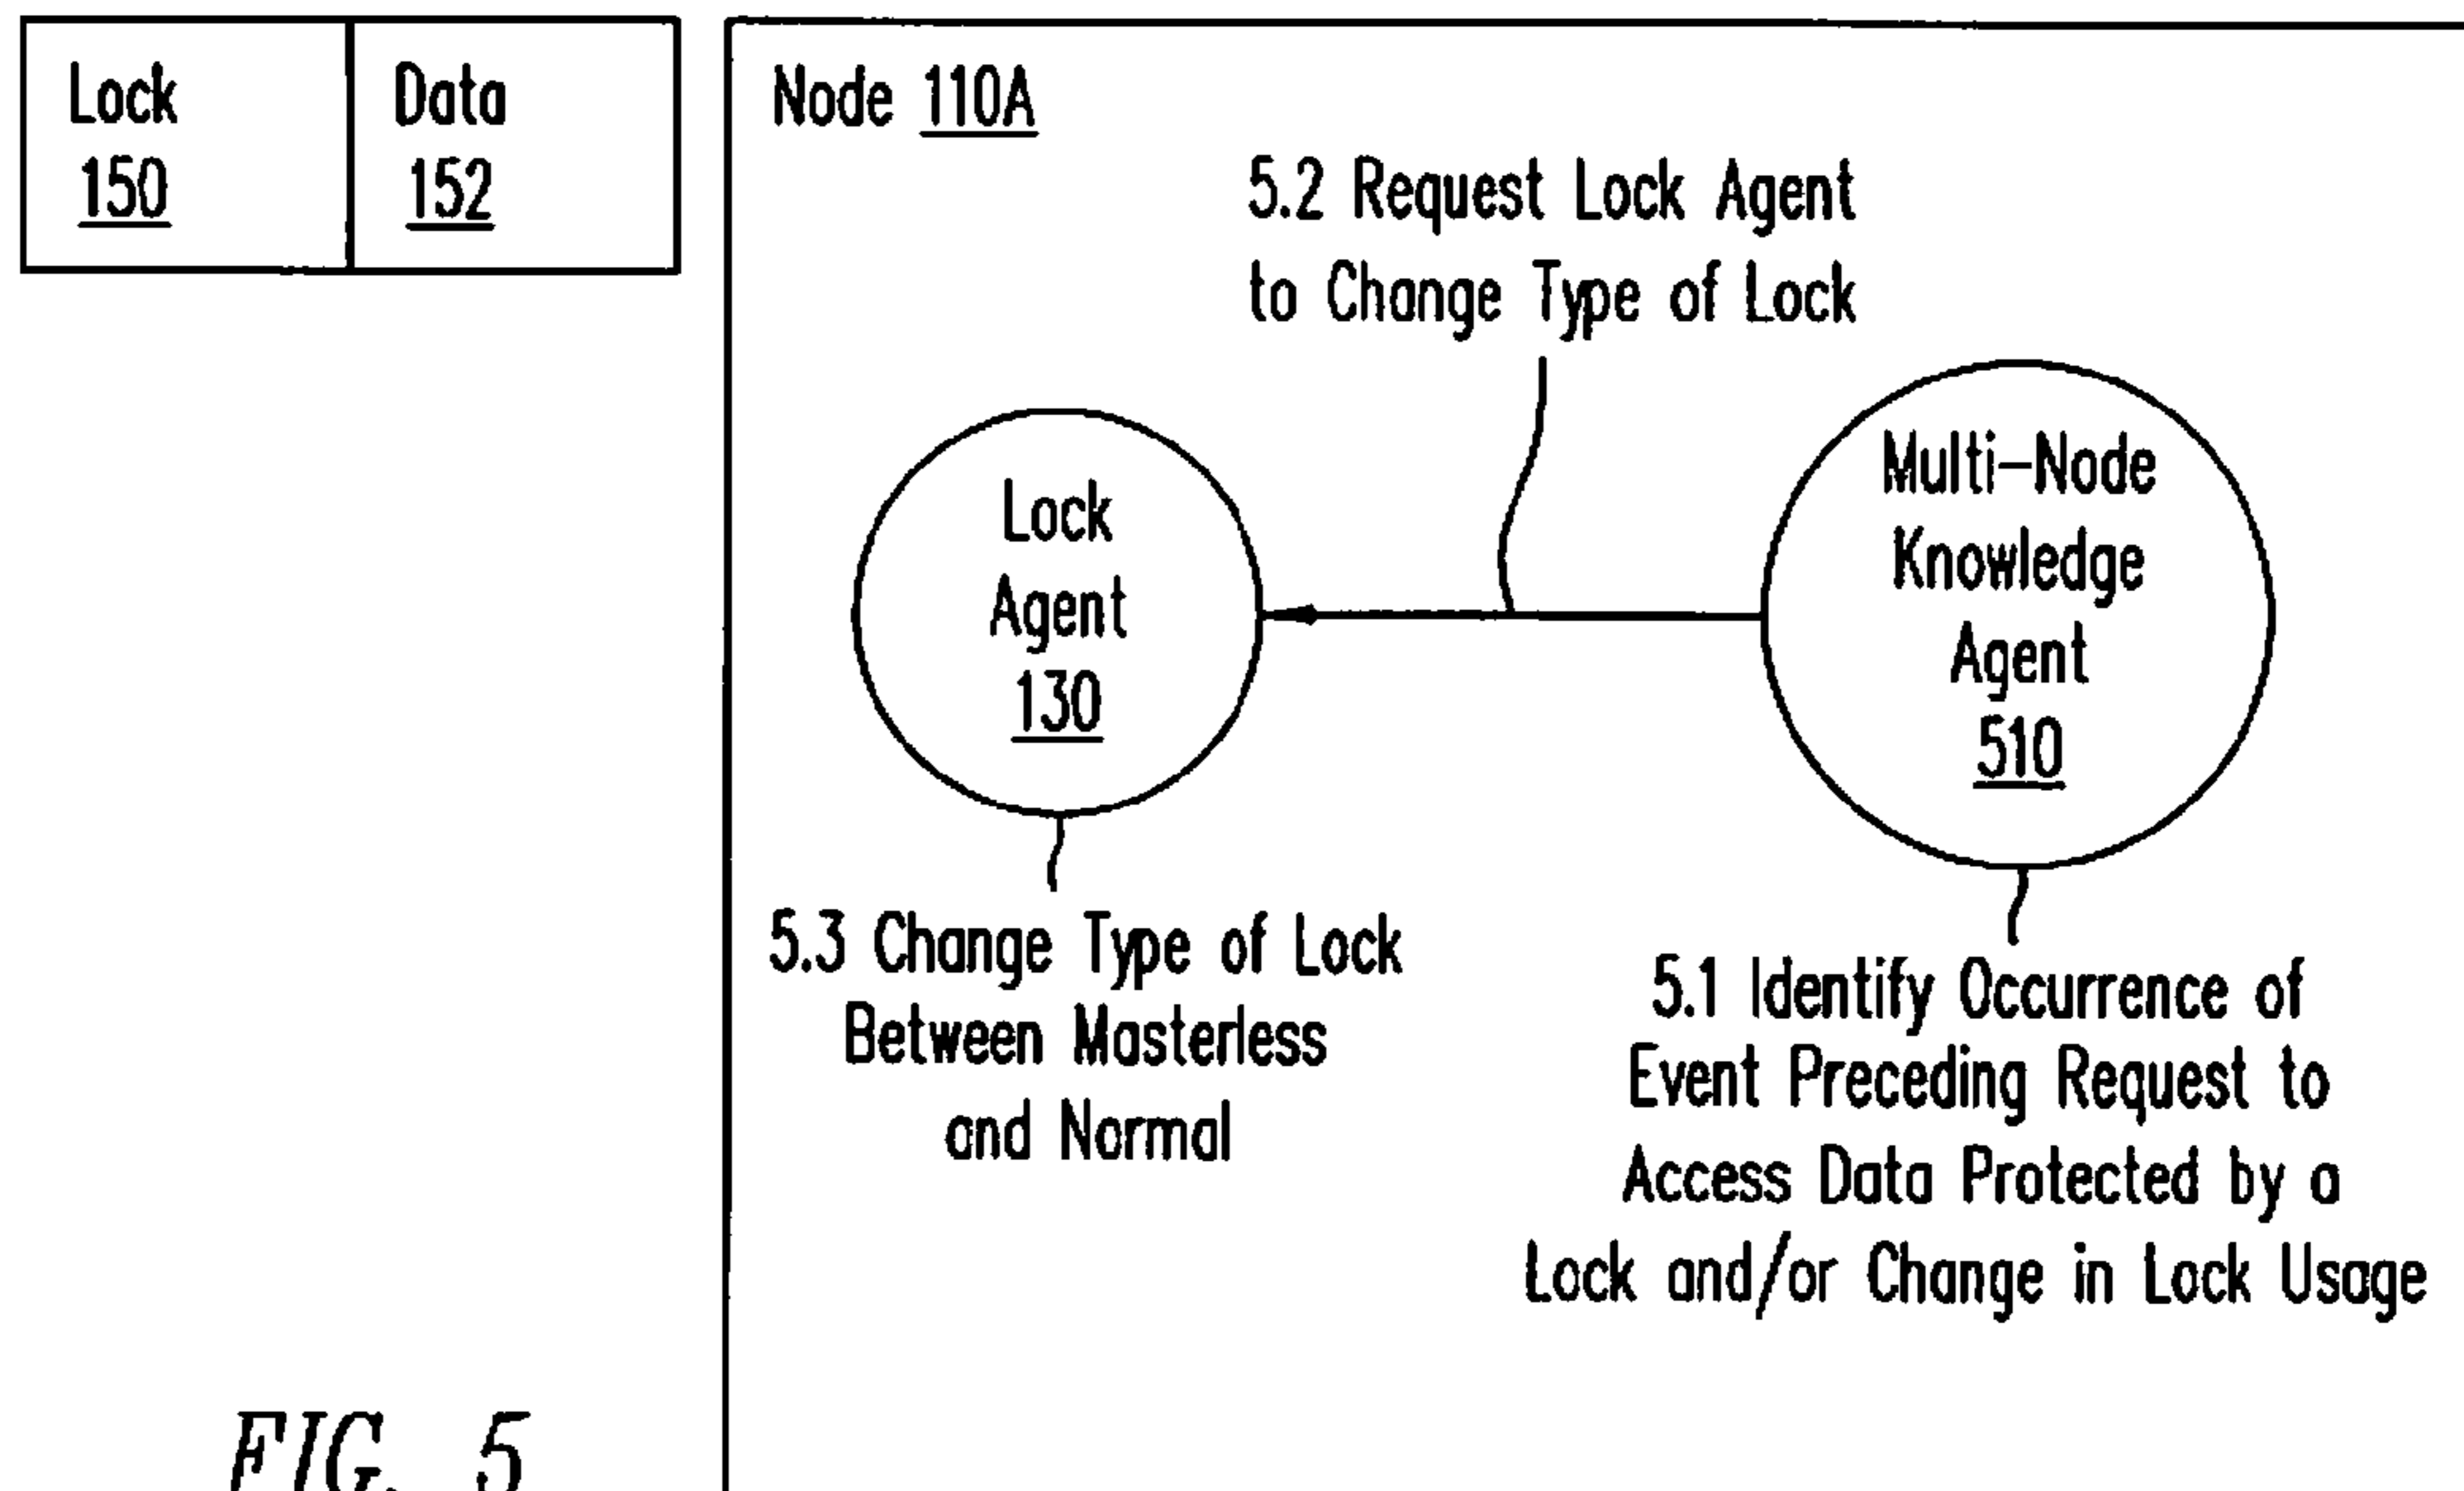 Lock
150
Data
152
Node 110A
5.2 Request Lock Agent
to Change Type of Lock
Lock
Agent
130
Multi-Node
Knowledge
Agent
510
5.3 Change Type of Lock
Between Masterless
and Normal
5.1 Identify Occurrence of
Event Preceding Request to
Access Data Protected by a
Lock and/or Change in Lock Usage
FIG. 5